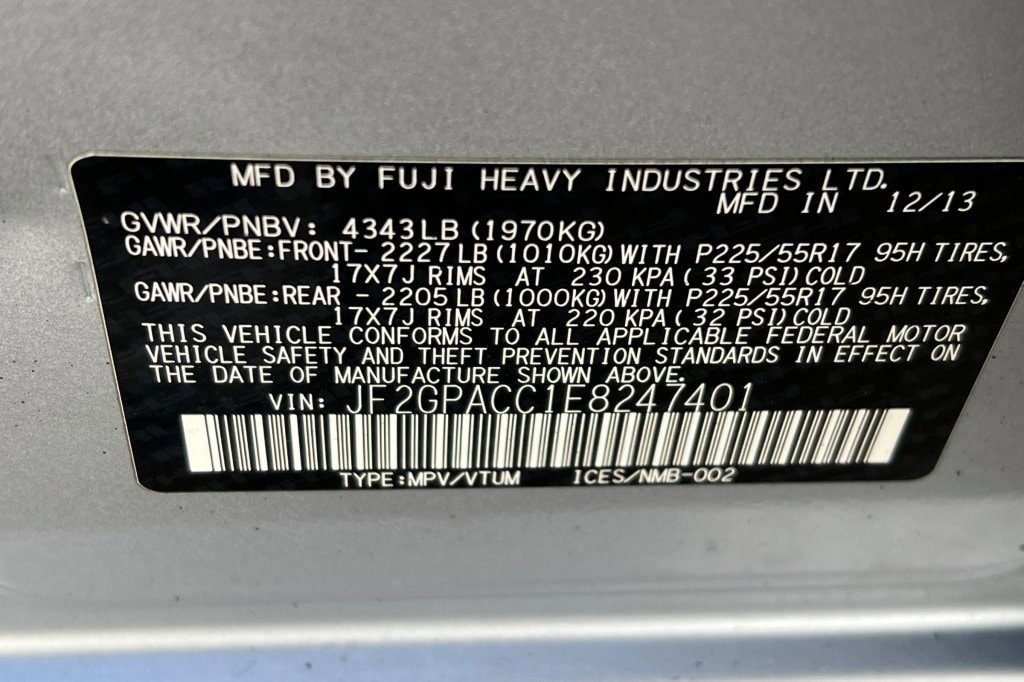 MFD BY FUJI HEAVY INDUSTRIES LTD.
MFD IN 12/13
GVWR/PNBV: 4343LB (1970KG)
GAWR/PNBE:FRONT- 2227LB (1010KG) WITH P225/55R17 95H TIRES,
17X7J RIMS AT 230 KPA ( 33 PSI) COLD
GAWR/PNBE:REAR - 2205LB (1000KG) WITH P225/55R17 95H TIRES,
17X7J RIMS AT 220 KPA ( 32 PSI) COLD
THIS VEHICLE CONFORMS TO ALL APPLICABLE FEDERAL MOTOR
VEHICLE SAFETY AND THEFT PREVENTION STANDARDS IN EFFECT ON
THE DATE OF MANUFACTURE SHOWN ABOVE.
VIN: JF2GPACC1E8247401
TYPE:MPV/VTUM ICES/NMB-002